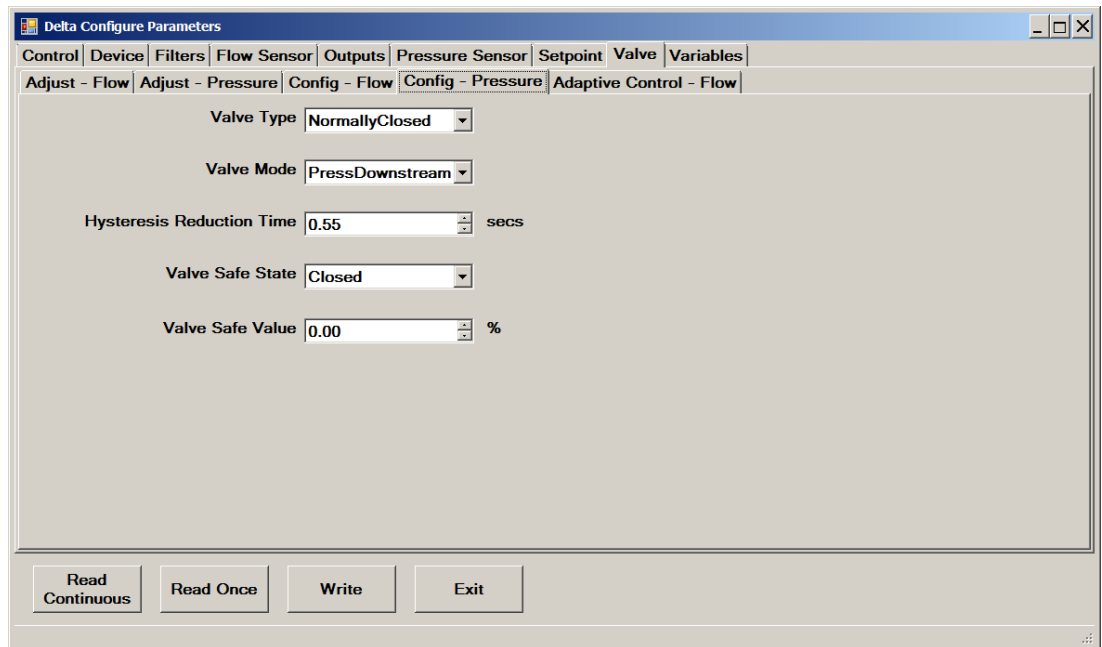 Delta Configure Parameters
Control Device Filters Flow Sensor Outputs Pressure Sensor Setpoint Valve Variables
Adjust - Flow Adjust - Pressure Config - Flow Config - Pressure Adaptive Control - Flow
Valve Type NormallyClosed
Valve Mode PressDownstream
Hysteresis Reduction Time 0.55 secs
Valve Safe State Closed
Valve Safe Value 0.00 %
Read
Continuous
Read Once
Write
Exit